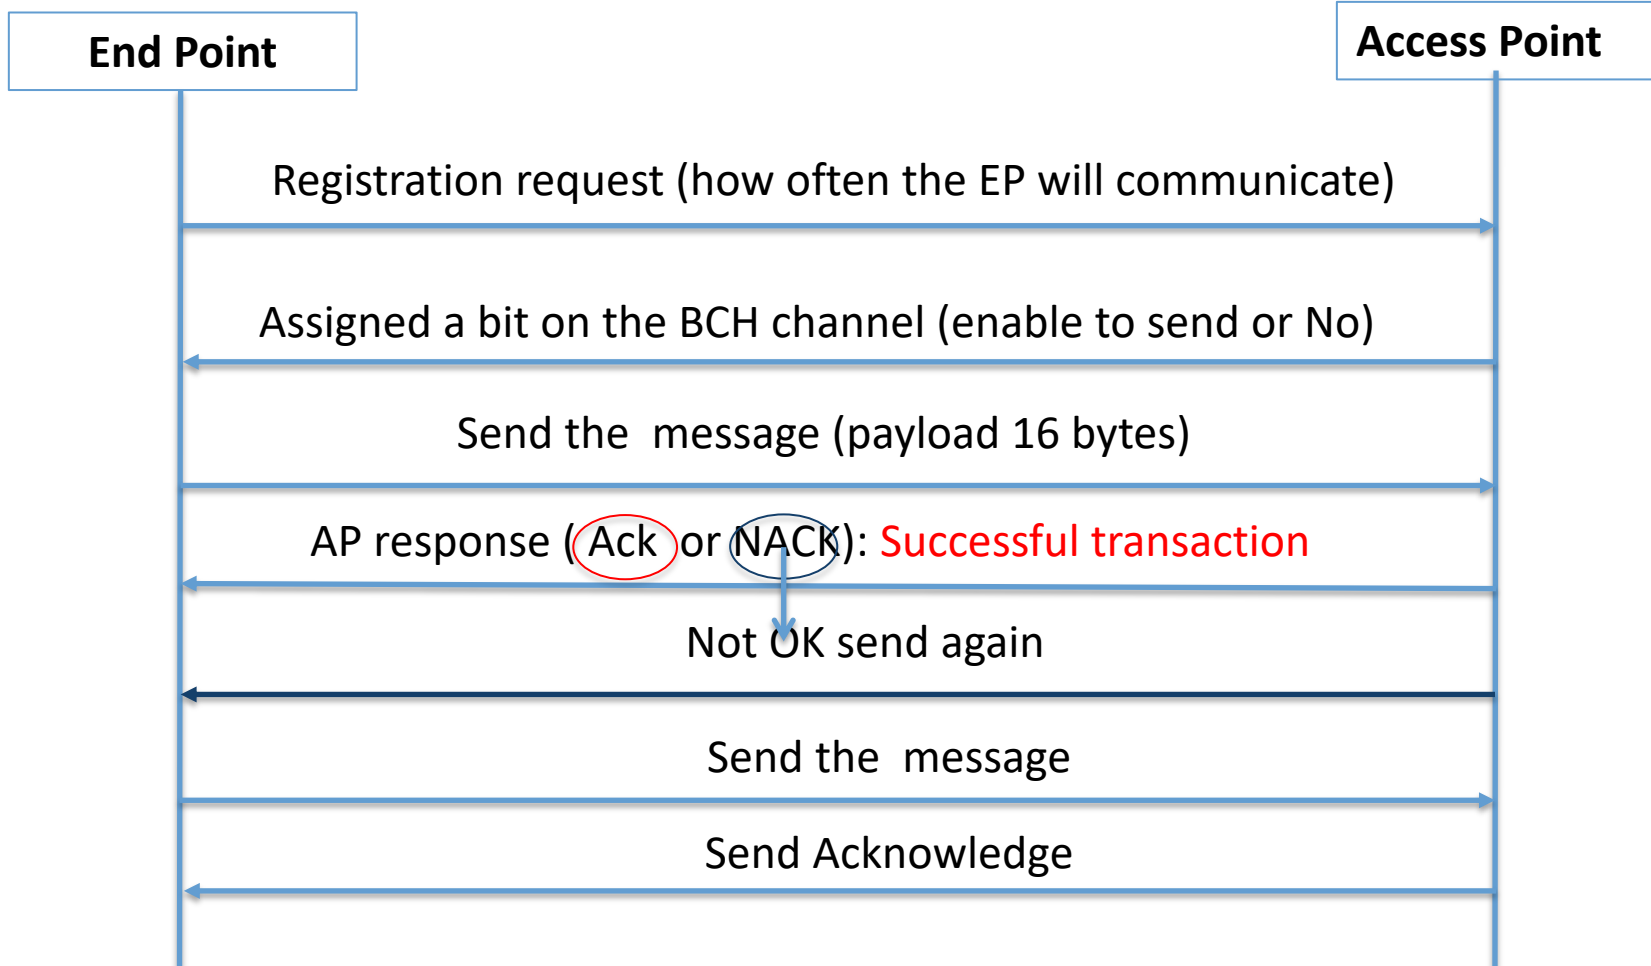 End Point
Access Point
Registration request (how often the EP will communicate)
Assigned a bit on the BCH channel (enable to send or No)
Send the  message (payload 16 bytes)
AP response ( Ack  or NACK): Successful transaction
Not OK send again
Send the  message
Send Acknowledge